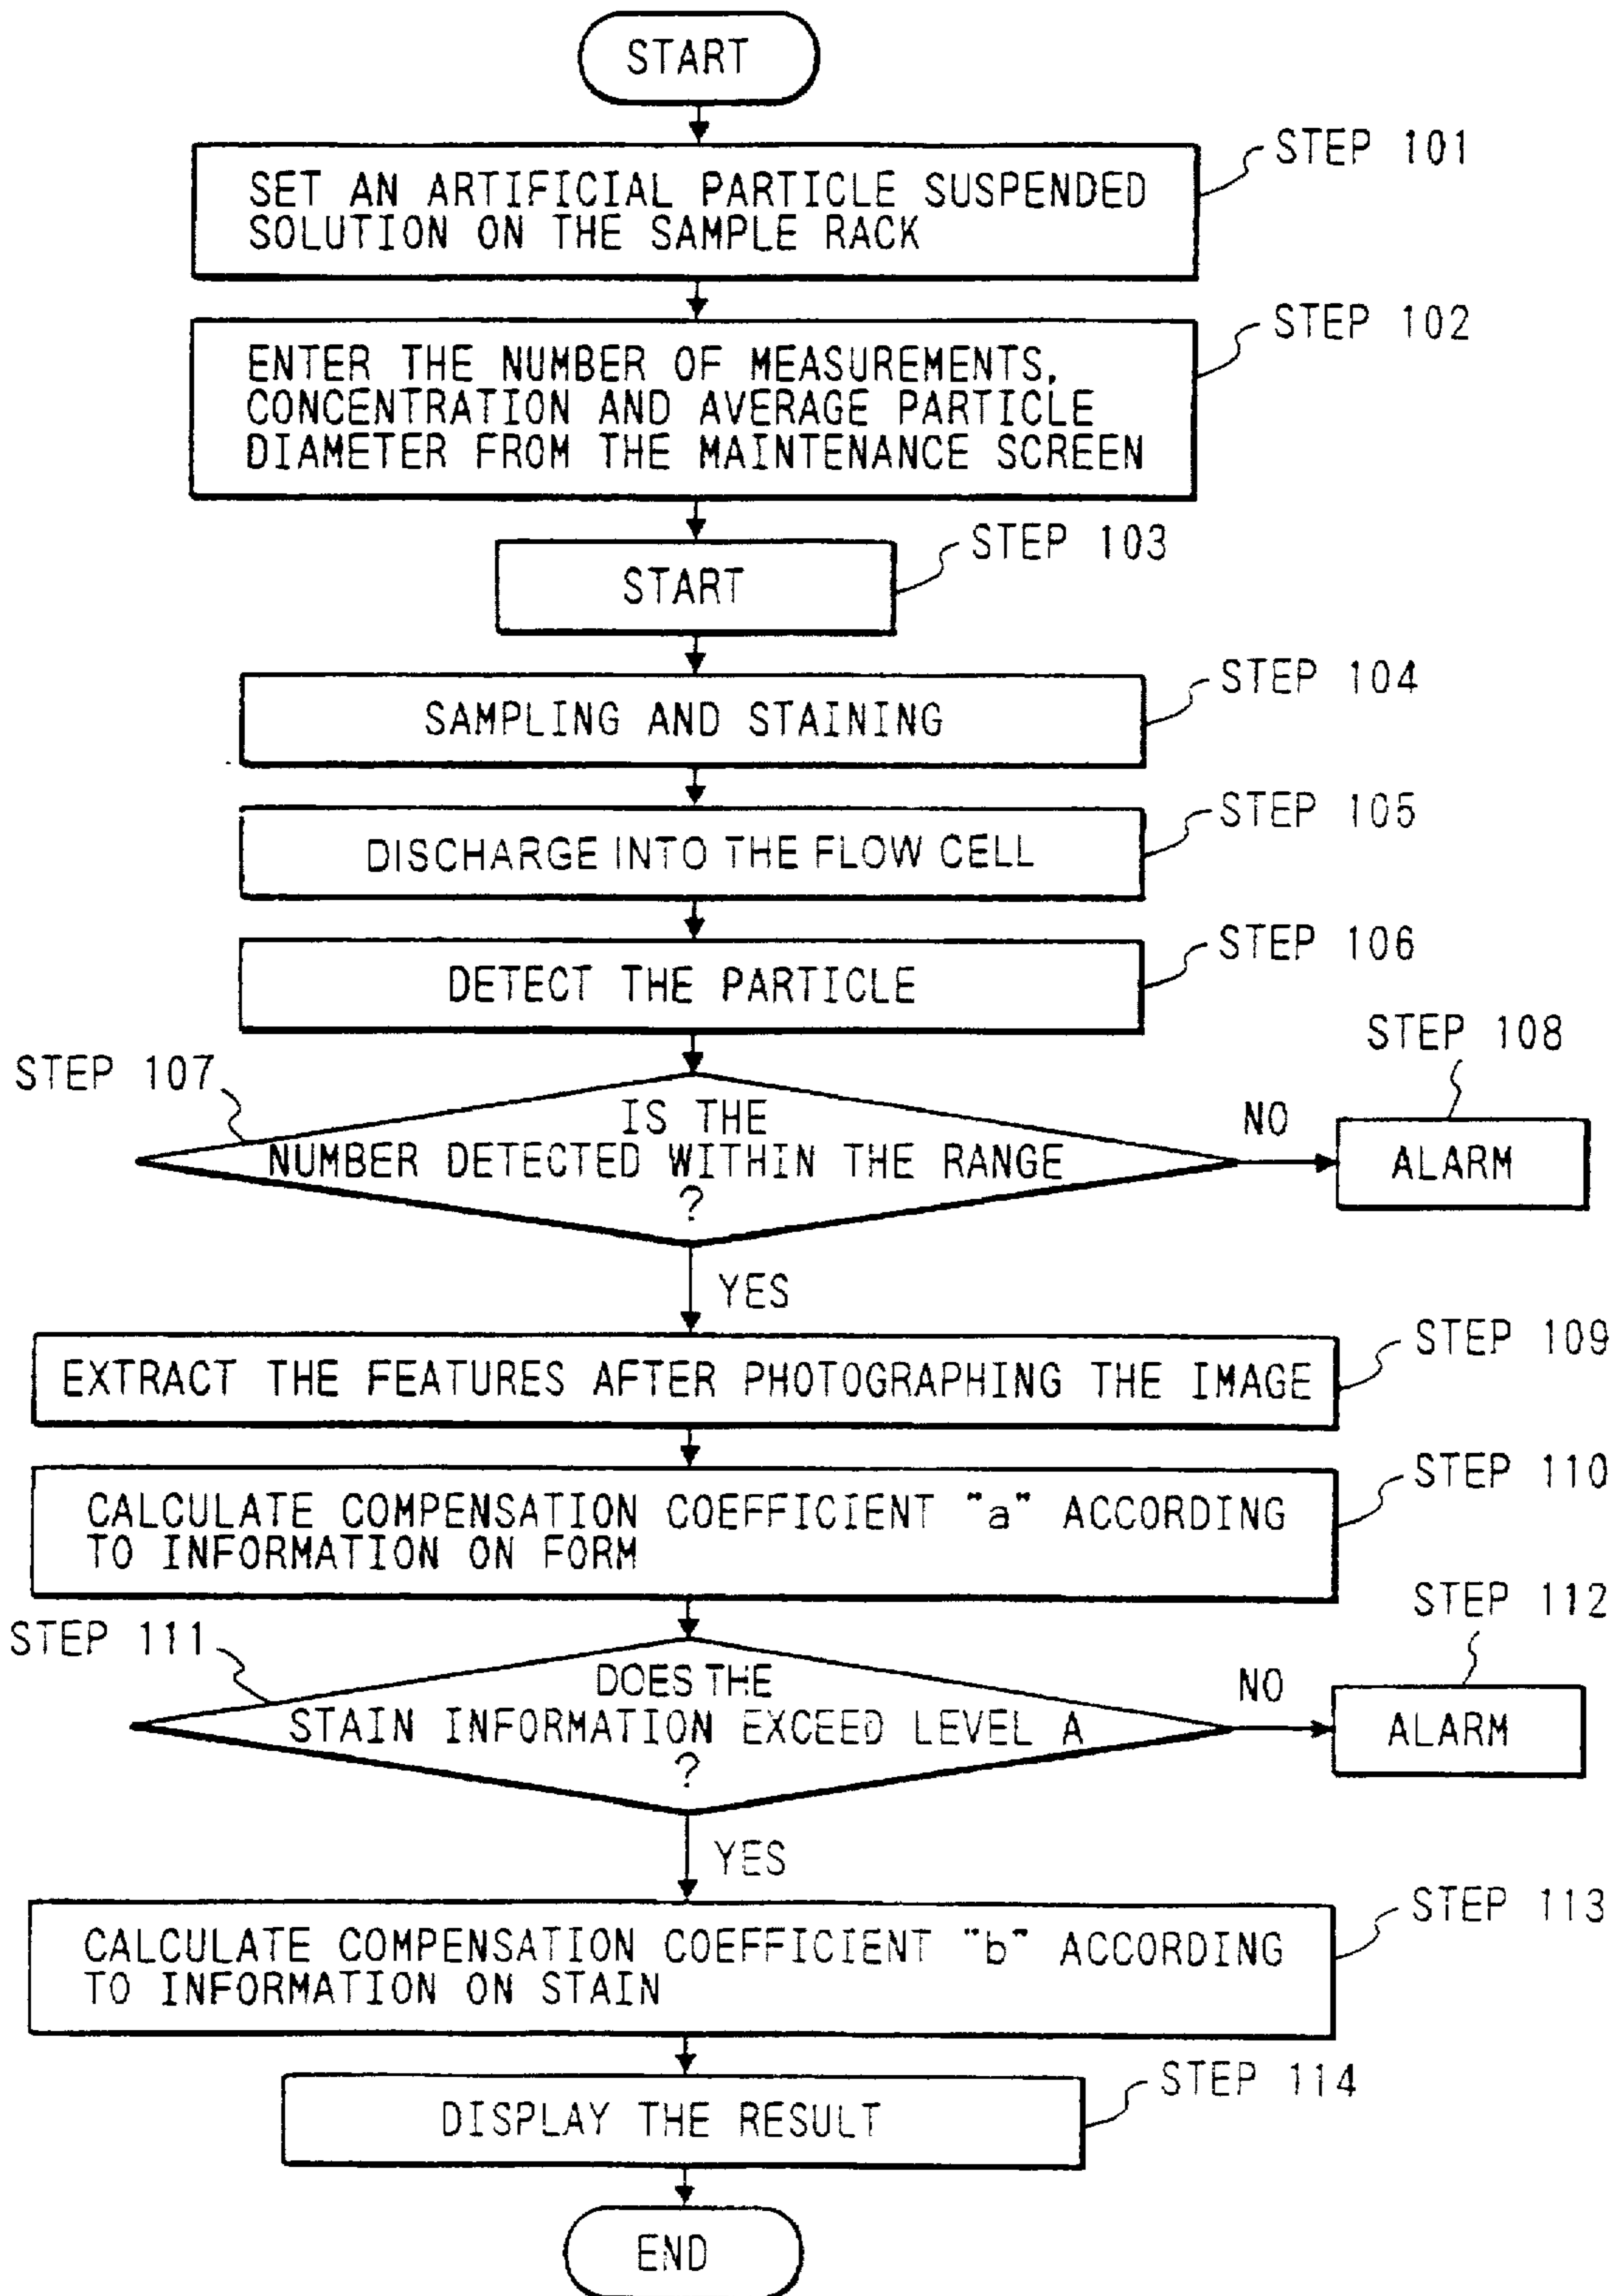 START
STEP 101
SET AN ARTIFICIAL PARTICLE SUSPENDED
SOLUTION ON THE SAMPLE RACK
STEP 102
ENTER THE NUMBER OF MEASUREMENTS,
CONCENTRATION AND AVERAGE PARTICLE
DIAMETER FROM THE MAINTENANCE SCREEN
STEP 103
START
STEP 104
SAMPLING AND STAINING
STEP 105
DISCHARGE INTO THE FLOW CELL
STEP 106
DETECT THE PARTICLE
STEP 107
IS THE
NUMBER DETECTED WITHIN THE RANGE
?
NO
STEP 108
ALARM
YES
STEP 109
EXTRACT THE FEATURES AFTER PHOTOGRAPHING THE IMAGE
STEP 110
CALCULATE COMPENSATION COEFFICIENT "a" ACCORDING
TO INFORMATION ON FORM
STEP 111
DOES THE
STAIN INFORMATION EXCEED LEVEL A
?
NO
STEP 112
ALARM
YES
STEP 113
CALCULATE COMPENSATION COEFFICIENT "b" ACCORDING
TO INFORMATION ON STAIN
STEP 114
DISPLAY THE RESULT
END